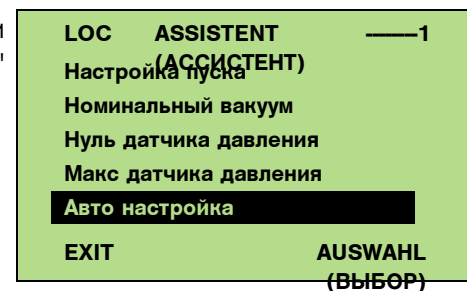 и
"
LOC ASSISTENT -------1
(АССИСТЕНТ)
Настройка пуска
Номинальный вакуум
Нуль датчика давления
Макс датчика давления
Авто настройка
EXIT AUSWAHL
(ВЫБОР)